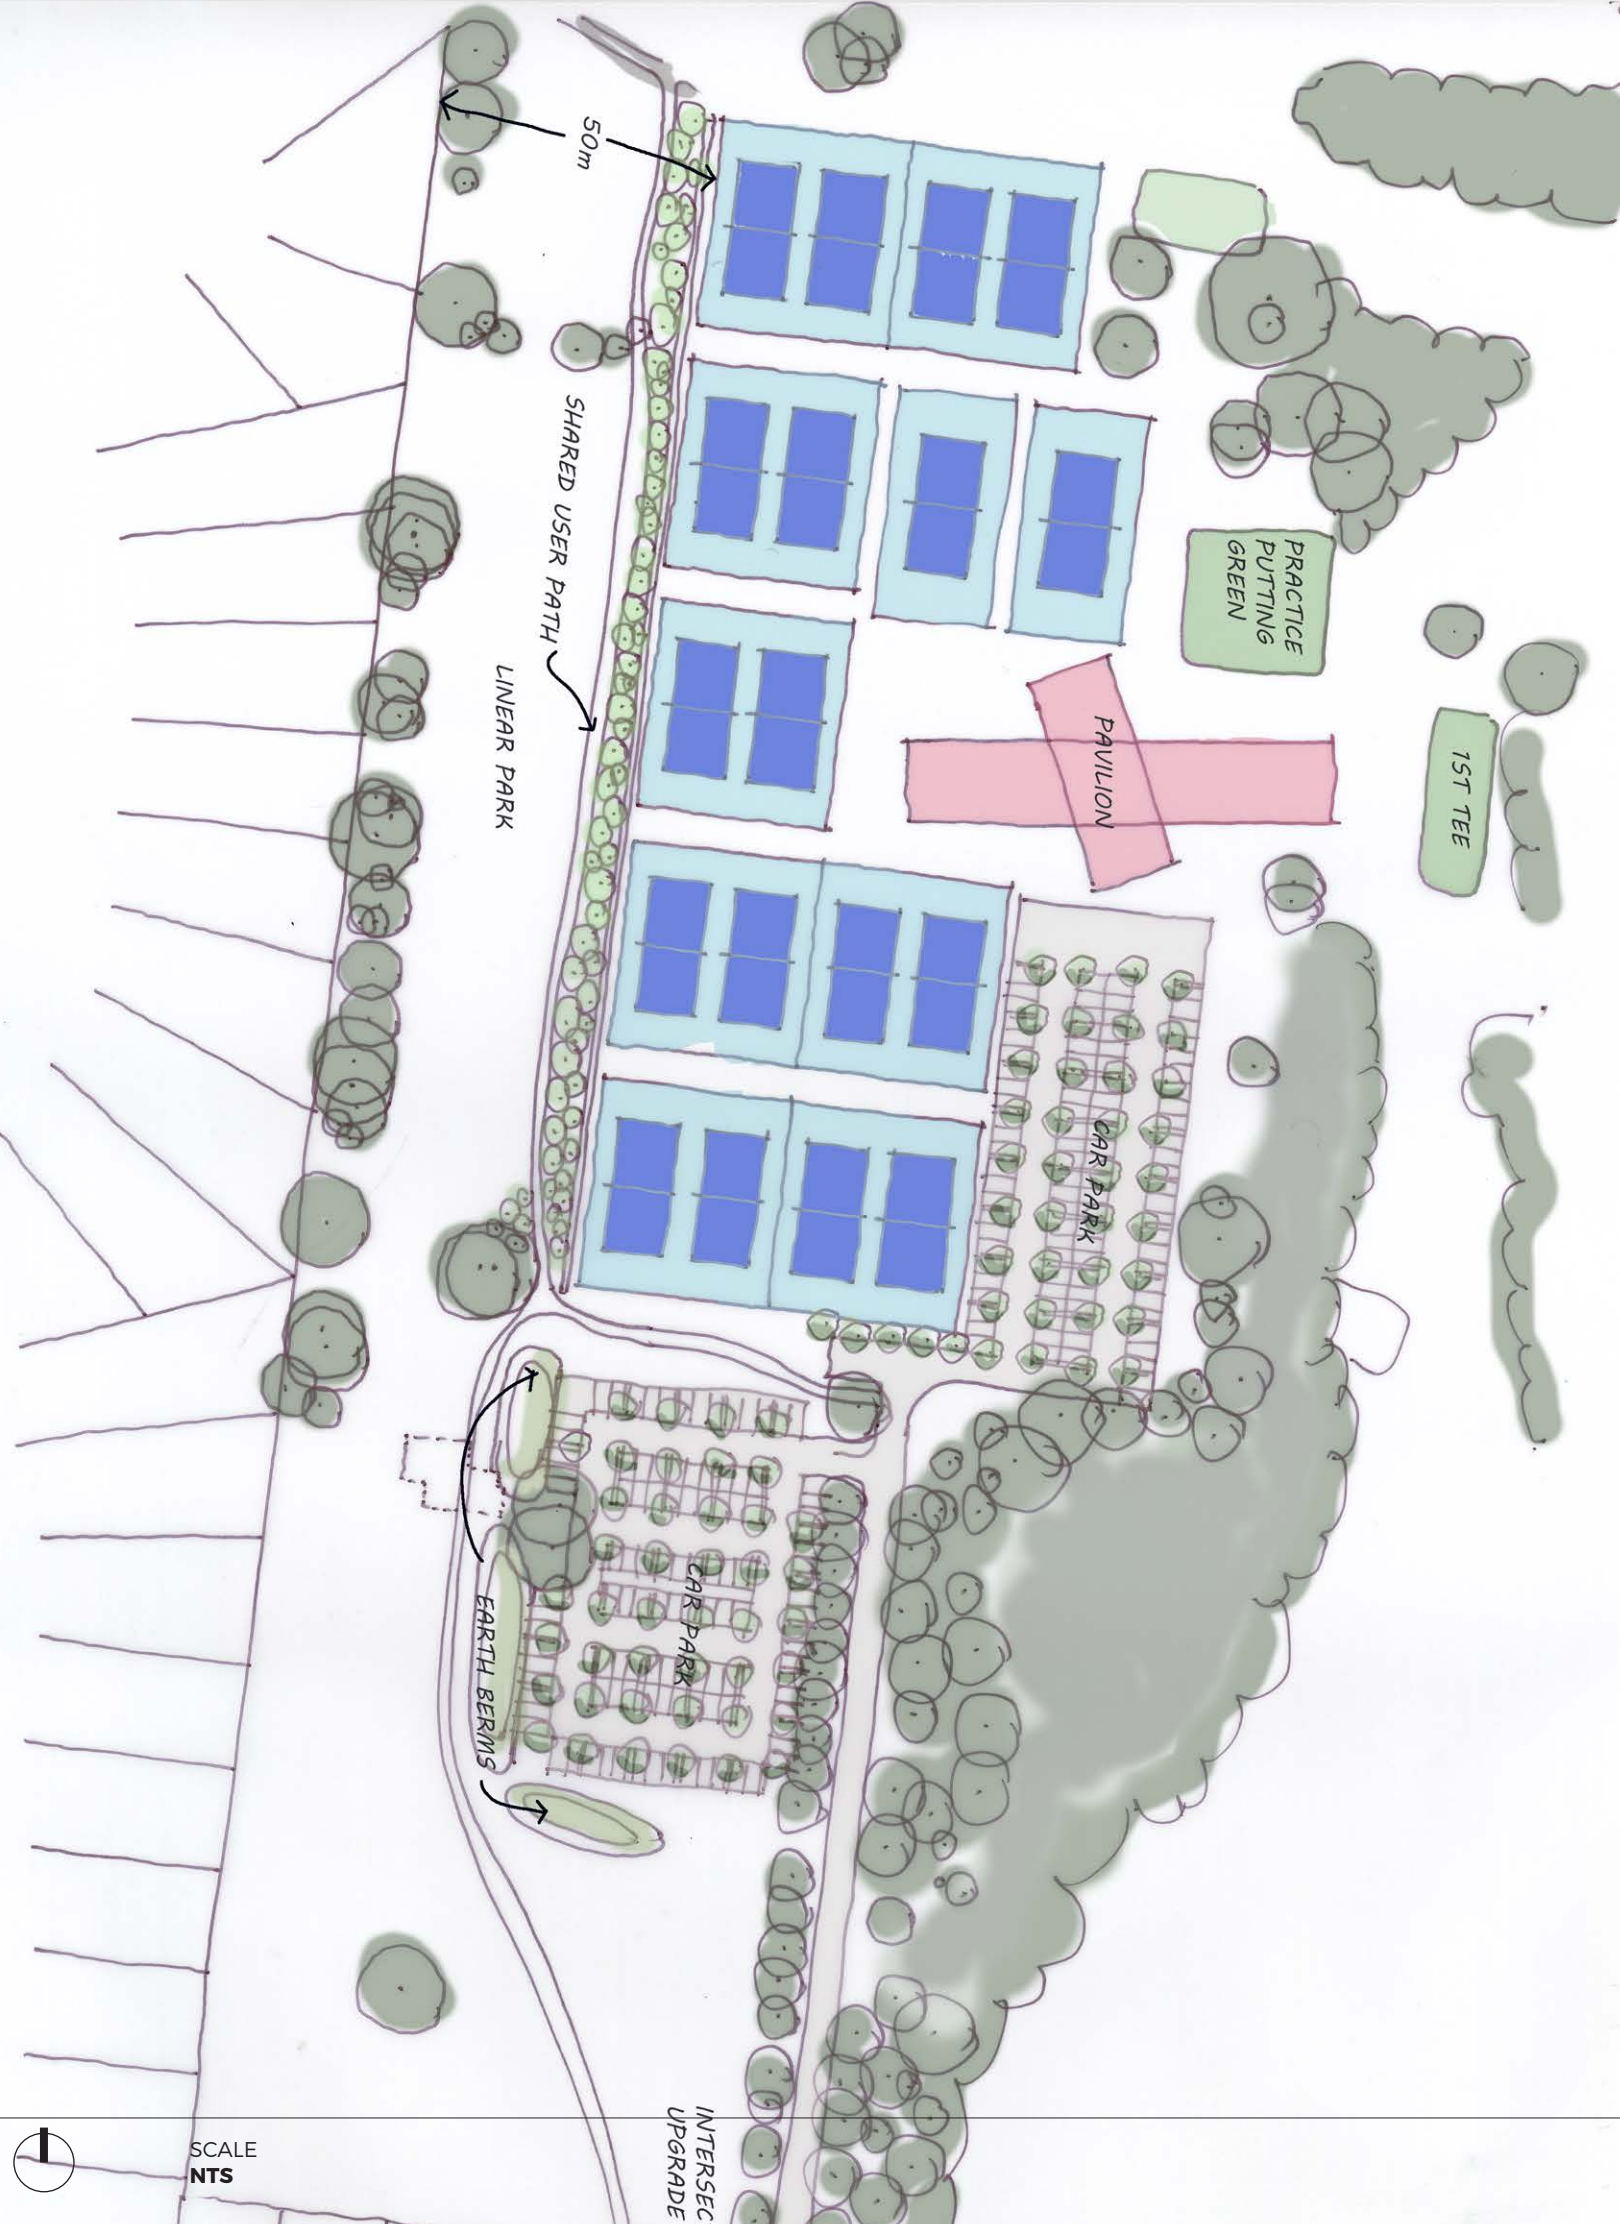 50m
SHARED USER PATH
LINEAR PARK
PRACTICE
PUTTING
GREEN
PAVILION
1ST TEE
CAR PARK
CAR PARK
EARTH BERMS
INTERSEC
UPGRADE
SCALE
NTS